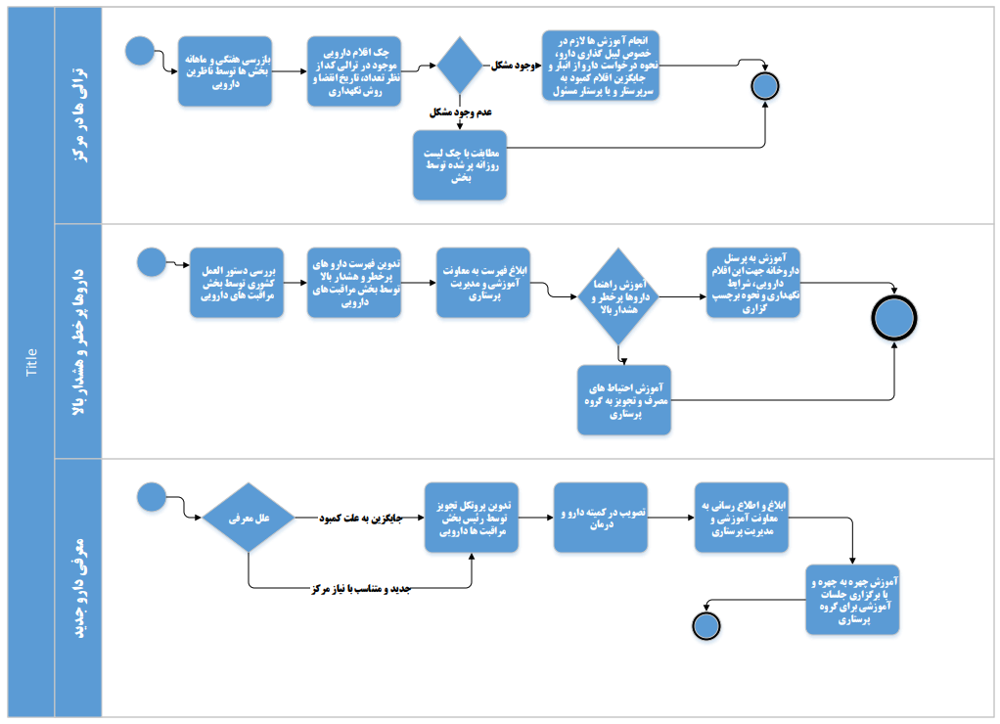 Title
ترالی ها در مرکز
بازرسی هفتگی و ماهانه
بخش ها توسط ناظرین
دارویی
چک اقلام دارویی
موجود در ترالی کد از
نظر تعداد، تاریخ انقضا و
روش نگهداری
وجود مشکل
انجام آموزش ها لازم در
خصوص لیبل گذاری دارو،
نحوه درخواست دارو از انبار و
جایگزین اقلام کمبود به
سرپرستار و یا پرستار مسئول
عدم وجود مشکل
مطابقت با چک لیست
روزانه پر شده توسط
بخش
داروها پرخطر و هشدار بالا
بررسی دستور العمل
کشوری توسط بخش
مراقبت های دارویی
تدوین فهرست دارو های
پرخطر و هشدار بالا
توسط بخش مراقبت‌های
دارویی
ابلاغ فهرست به معاونت
آموزشی و مدیریت
پرستاری
آموزش راهنما
داروها پرخطر و
هشدار بالا
آموزش به پرسنل
داروخانه جهت این اقلام
دارویی، شرایط
نگهداری و نحوه برچسب
گزاری
آموزش احتیاط های
مصرف و تجویز به گروه
پرستاری
معرفی دارو جدید
علل معرفی
جایگزین به علت کمبود
جدید و متناسب با نیاز مرکز
تدوین پروتکل تجویز
توسط رئیس بخش
مراقبت ها دارویی
تصویب در کمیته دارو و
درمان
ابلاغ و اطلاع رسانی به
معاونت آموزشی و
مدیریت پرستاری
آموزش چهره به چهره و
یا برگزاری جلسات
آموزشی برای گروه
پرستاری